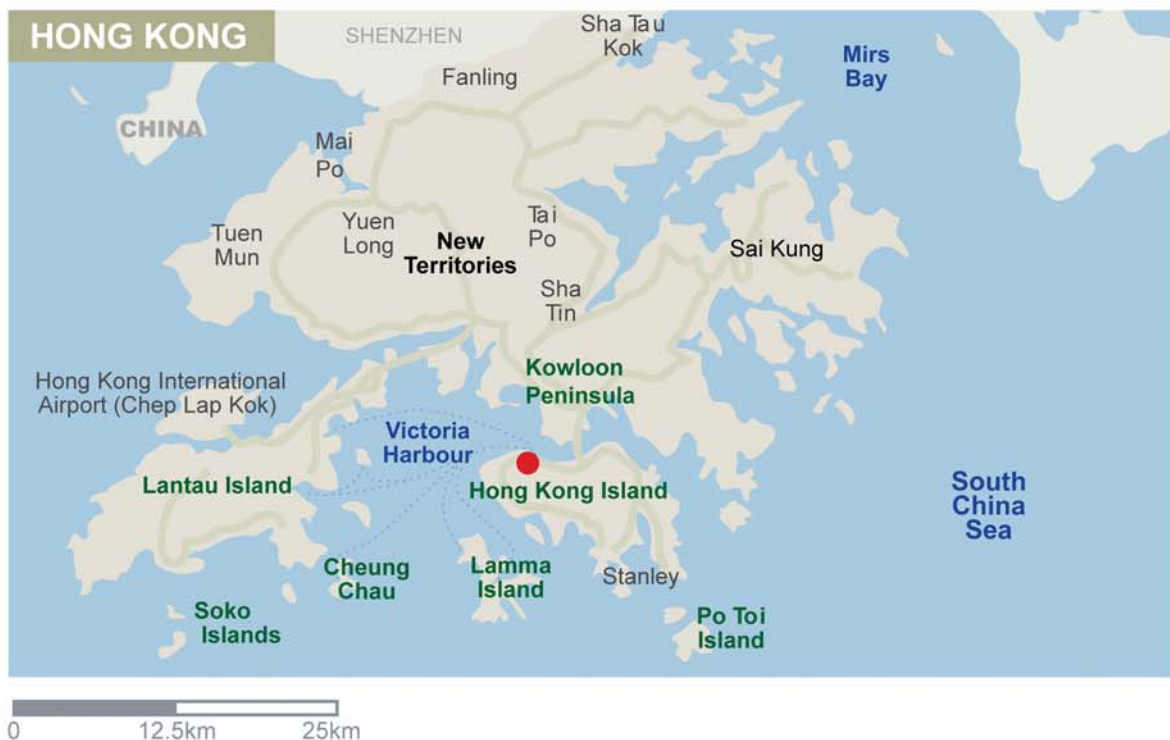 HONG KONG
SHENZHEN
Sha Tau
Kok
Mirs
Bay
Fanling
CHINA
Mai
Po
Tuen
Mun
Yuen
Long
New
Territories
Tai
Po
Sai Kung
Sha
Tin
Hong Kong International
Airport (Chep Lap Kok)
Kowloon
Peninsula
Victoria
Harbour
Lantau Island
Hong Kong Island
South
China
Sea
Cheung
Chau
Lamma
Island
Stanley
Soko
Islands
Po Toi
Island
0
12.5km
25km